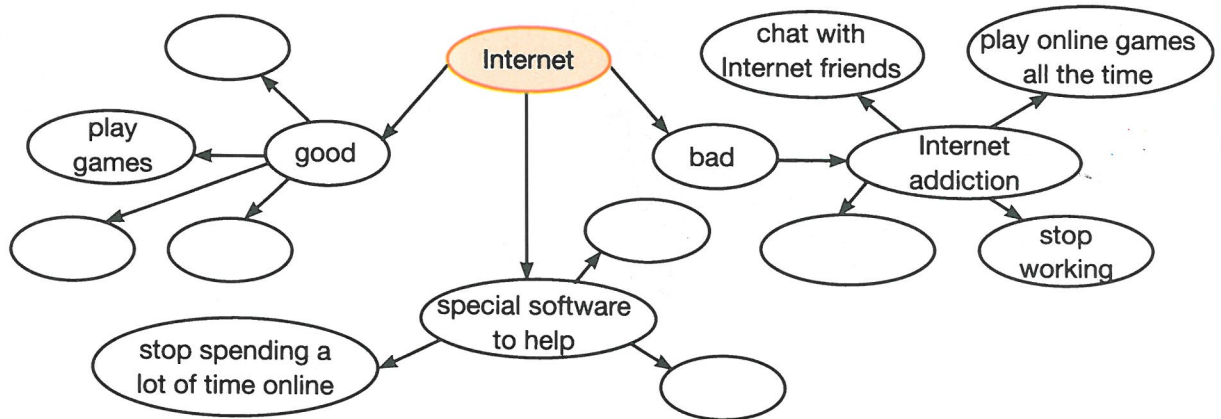 Internet
good
play
games
bad
Internet
addiction
chat with
Internet friends
play online games
all the time
stop
working
special software
to help
stop spending a
lot of time online